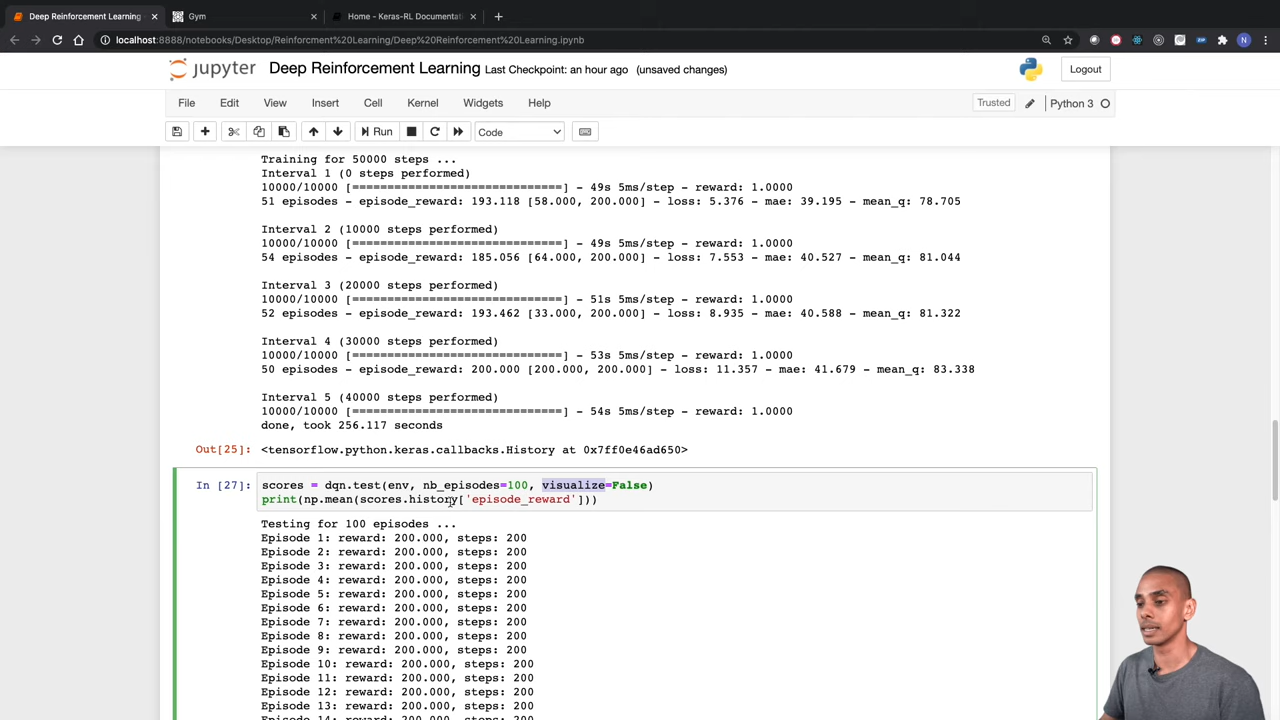 Deep Reinforcement Learning
Gym
Home - Keras-RL Documentat
localhost:8888/notebooks/Desktop/Reinforcment%20Learning/Deep%20Reinforcement%20Learning.ipynb
N
jupyter Deep Reinforcement Learning Last Checkpoint: an hour ago (unsaved changes)
Logout
File Edit View Insert Cell Kernel Widgets Help
Trusted Python 3
Run Code
Training for 50000 steps ...
Interval 1 (0 steps performed)
10000/10000 [==============================] - 49s 5ms/step - reward: 1.0000
51 episodes - episode_reward: 193.118 [58.000, 200.000] - loss: 5.376 - mae: 39.195 - mean_q: 78.705
Interval 2 (10000 steps performed)
10000/10000 [==============================] - 49s 5ms/step - reward: 1.0000
54 episodes - episode_reward: 185.056 [64.000, 200.000] - loss: 7.553 - mae: 40.527 - mean_q: 81.044
Interval 3 (20000 steps performed)
10000/10000 [==============================] - 51s 5ms/step - reward: 1.0000
52 episodes - episode_reward: 193.462 [33.000, 200.000] - loss: 8.935 - mae: 40.588 - mean_q: 81.322
Interval 4 (30000 steps performed)
10000/10000 [==============================] - 53s 5ms/step - reward: 1.0000
50 episodes - episode_reward: 200.000 [200.000, 200.000] - loss: 11.357 - mae: 41.679 - mean_q: 83.338
Interval 5 (40000 steps performed)
10000/10000 [==============================] - 54s 5ms/step - reward: 1.0000
done, took 256.117 seconds
Out[25]: <tensorflow.python.keras.callbacks.History at 0x7ff0e46ad650>
In [27]: scores = dqn.test(env, nb_episodes=100, visualize=False)
print(np.mean(scores.history['episode_reward']))
Testing for 100 episodes ...
Episode 1: reward: 200.000, steps: 200
Episode 2: reward: 200.000, steps: 200
Episode 3: reward: 200.000, steps: 200
Episode 4: reward: 200.000, steps: 200
Episode 5: reward: 200.000, steps: 200
Episode 6: reward: 200.000, steps: 200
Episode 7: reward: 200.000, steps: 200
Episode 8: reward: 200.000, steps: 200
Episode 9: reward: 200.000, steps: 200
Episode 10: reward: 200.000, steps: 200
Episode 11: reward: 200.000, steps: 200
Episode 12: reward: 200.000, steps: 200
Episode 13: reward: 200.000, steps: 200
Episode 14: reward: 200.000, steps: 200